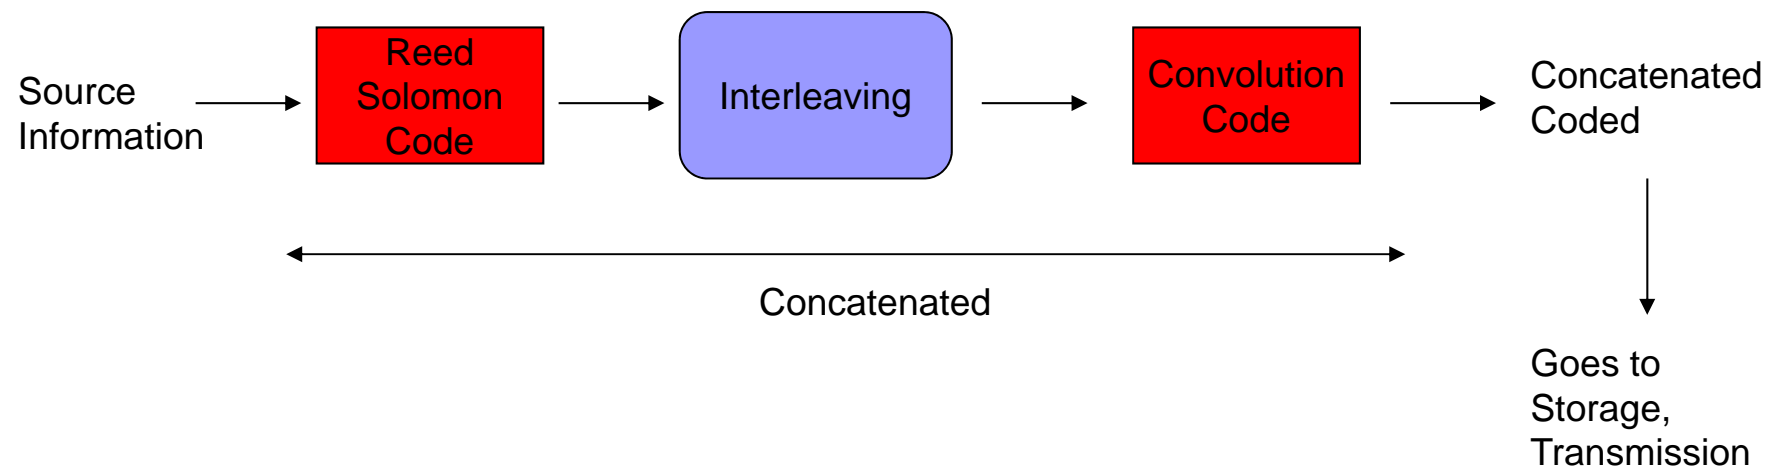 Source
Information
Reed
Solomon
Code
Interleaving
Convolution
Code
Concatenated
Coded
Concatenated
Goes to
Storage,
Transmission